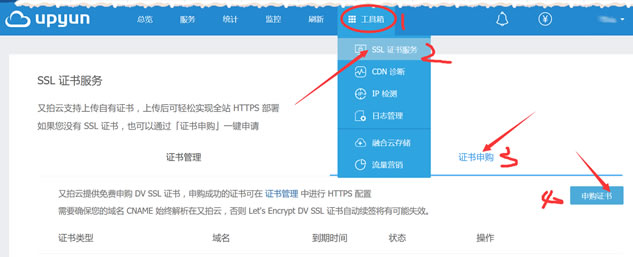 upyun 总览 服务 统计 监控 刷新 工具箱 1
SSL 证书服务 2
CDN 诊断
IP 检测
日志管理
融合云存储
流量营销
SSL 证书服务
又拍云支持上传自有证书,上传后可轻松实现全站 HTTPS 部署
如果您没有 SSL 证书,也可以通过「证书申购」一键申请
证书管理 证书申购 3
又拍云提供免费申购 DV SSL 证书,申购成功的证书可在 证书管理 中进行 HTTPS 配置
需要确保您的域名 CNAME 始终解析在又拍云,否则 Let's Encrypt DV SSL 证书自动续签将有可能失效。
4 申购证书
证书类型 域名 到期时间 状态 操作